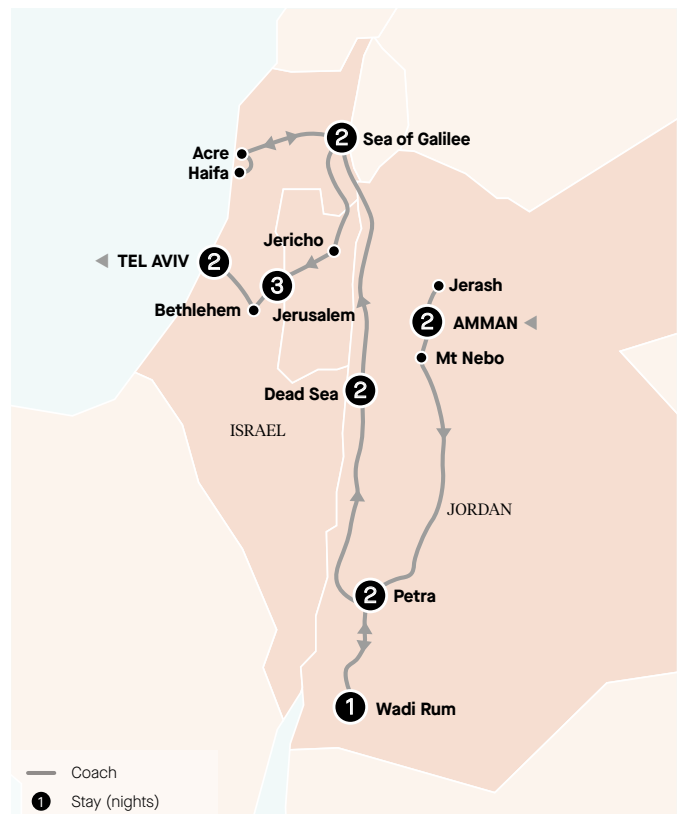 2 Sea of Galilee
Acre
Haifa
Jericho
TEL AVIV 2
3
Jerash
Bethlehem
Jerusalem
2 AMMAN
Mt Nebo
Dead Sea 2
ISRAEL
JORDAN
2 Petra
1 Wadi Rum
Coach
1 Stay (nights)